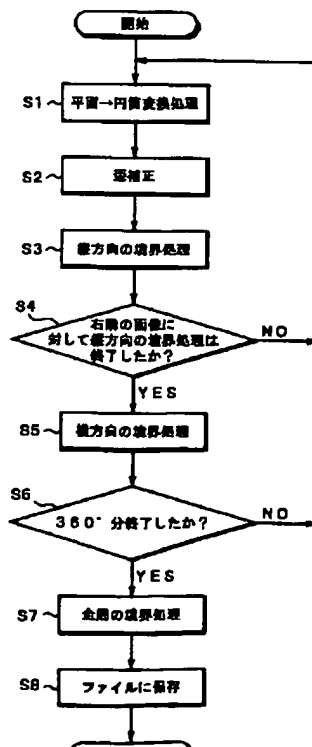 開始
S1 平面→円筒変換処理
S2 歪補正
S3 縦方向の境界処理
S4
右隣の画像に
対して縦方向の境界処理は
終了したか？
NO
YES
S5 横方向の境界処理
S6
360°分終了したか？
NO
YES
S7 全周の境界処理
S8 ファイルに保存